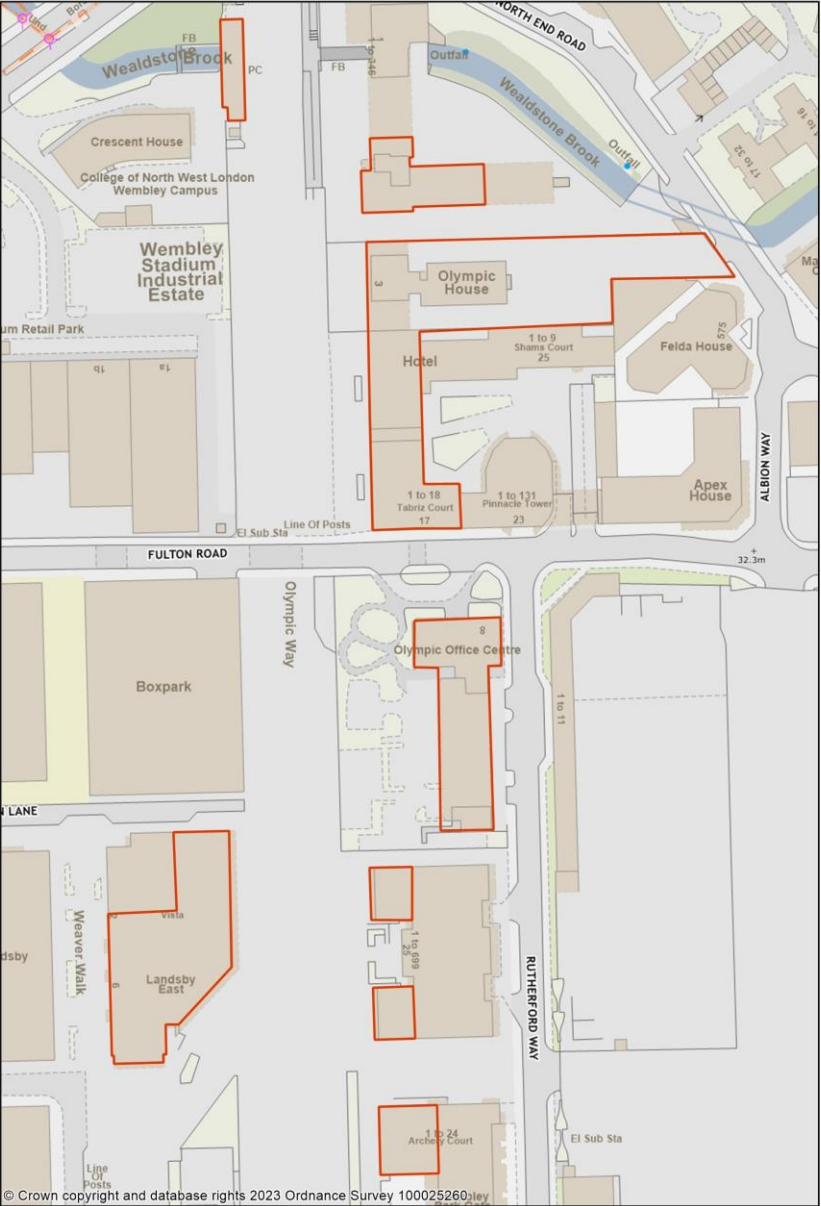 Und
Bor
NORTH END ROAD
FB
Wealdstone Brook
PC
FB
1 to 346
Outfall
Wealdstone Brook
Outfall
17 to 32
1 to 16
Crescent House
College of North West London
Wembley Campus
Wembley
Stadium
Industrial
Estate
3
Olympic
House
Ma
C
um Retail Park
1b
1a
Hotel
1 to 9
Shams Court
25
Felda House
575
1 to 18
Tabriz Court
17
1 to 131
Pinnacle Tower
23
Apex
House
ALBION WAY
El Sub Sta
Line Of Posts
FULTON ROAD
32.3m
Olympic Way
8
Olympic Office Centre
Boxpark
1 to 11
N LANE
2
Vista
Weaver Walk
dsby
6
Landsby
East
1 to 699
25
RUTHERFORD WAY
1 to 24
Archery Court
El Sub Sta
Line
Of
Posts
© Crown copyright and database rights 2023 Ordnance Survey 100025260
bley